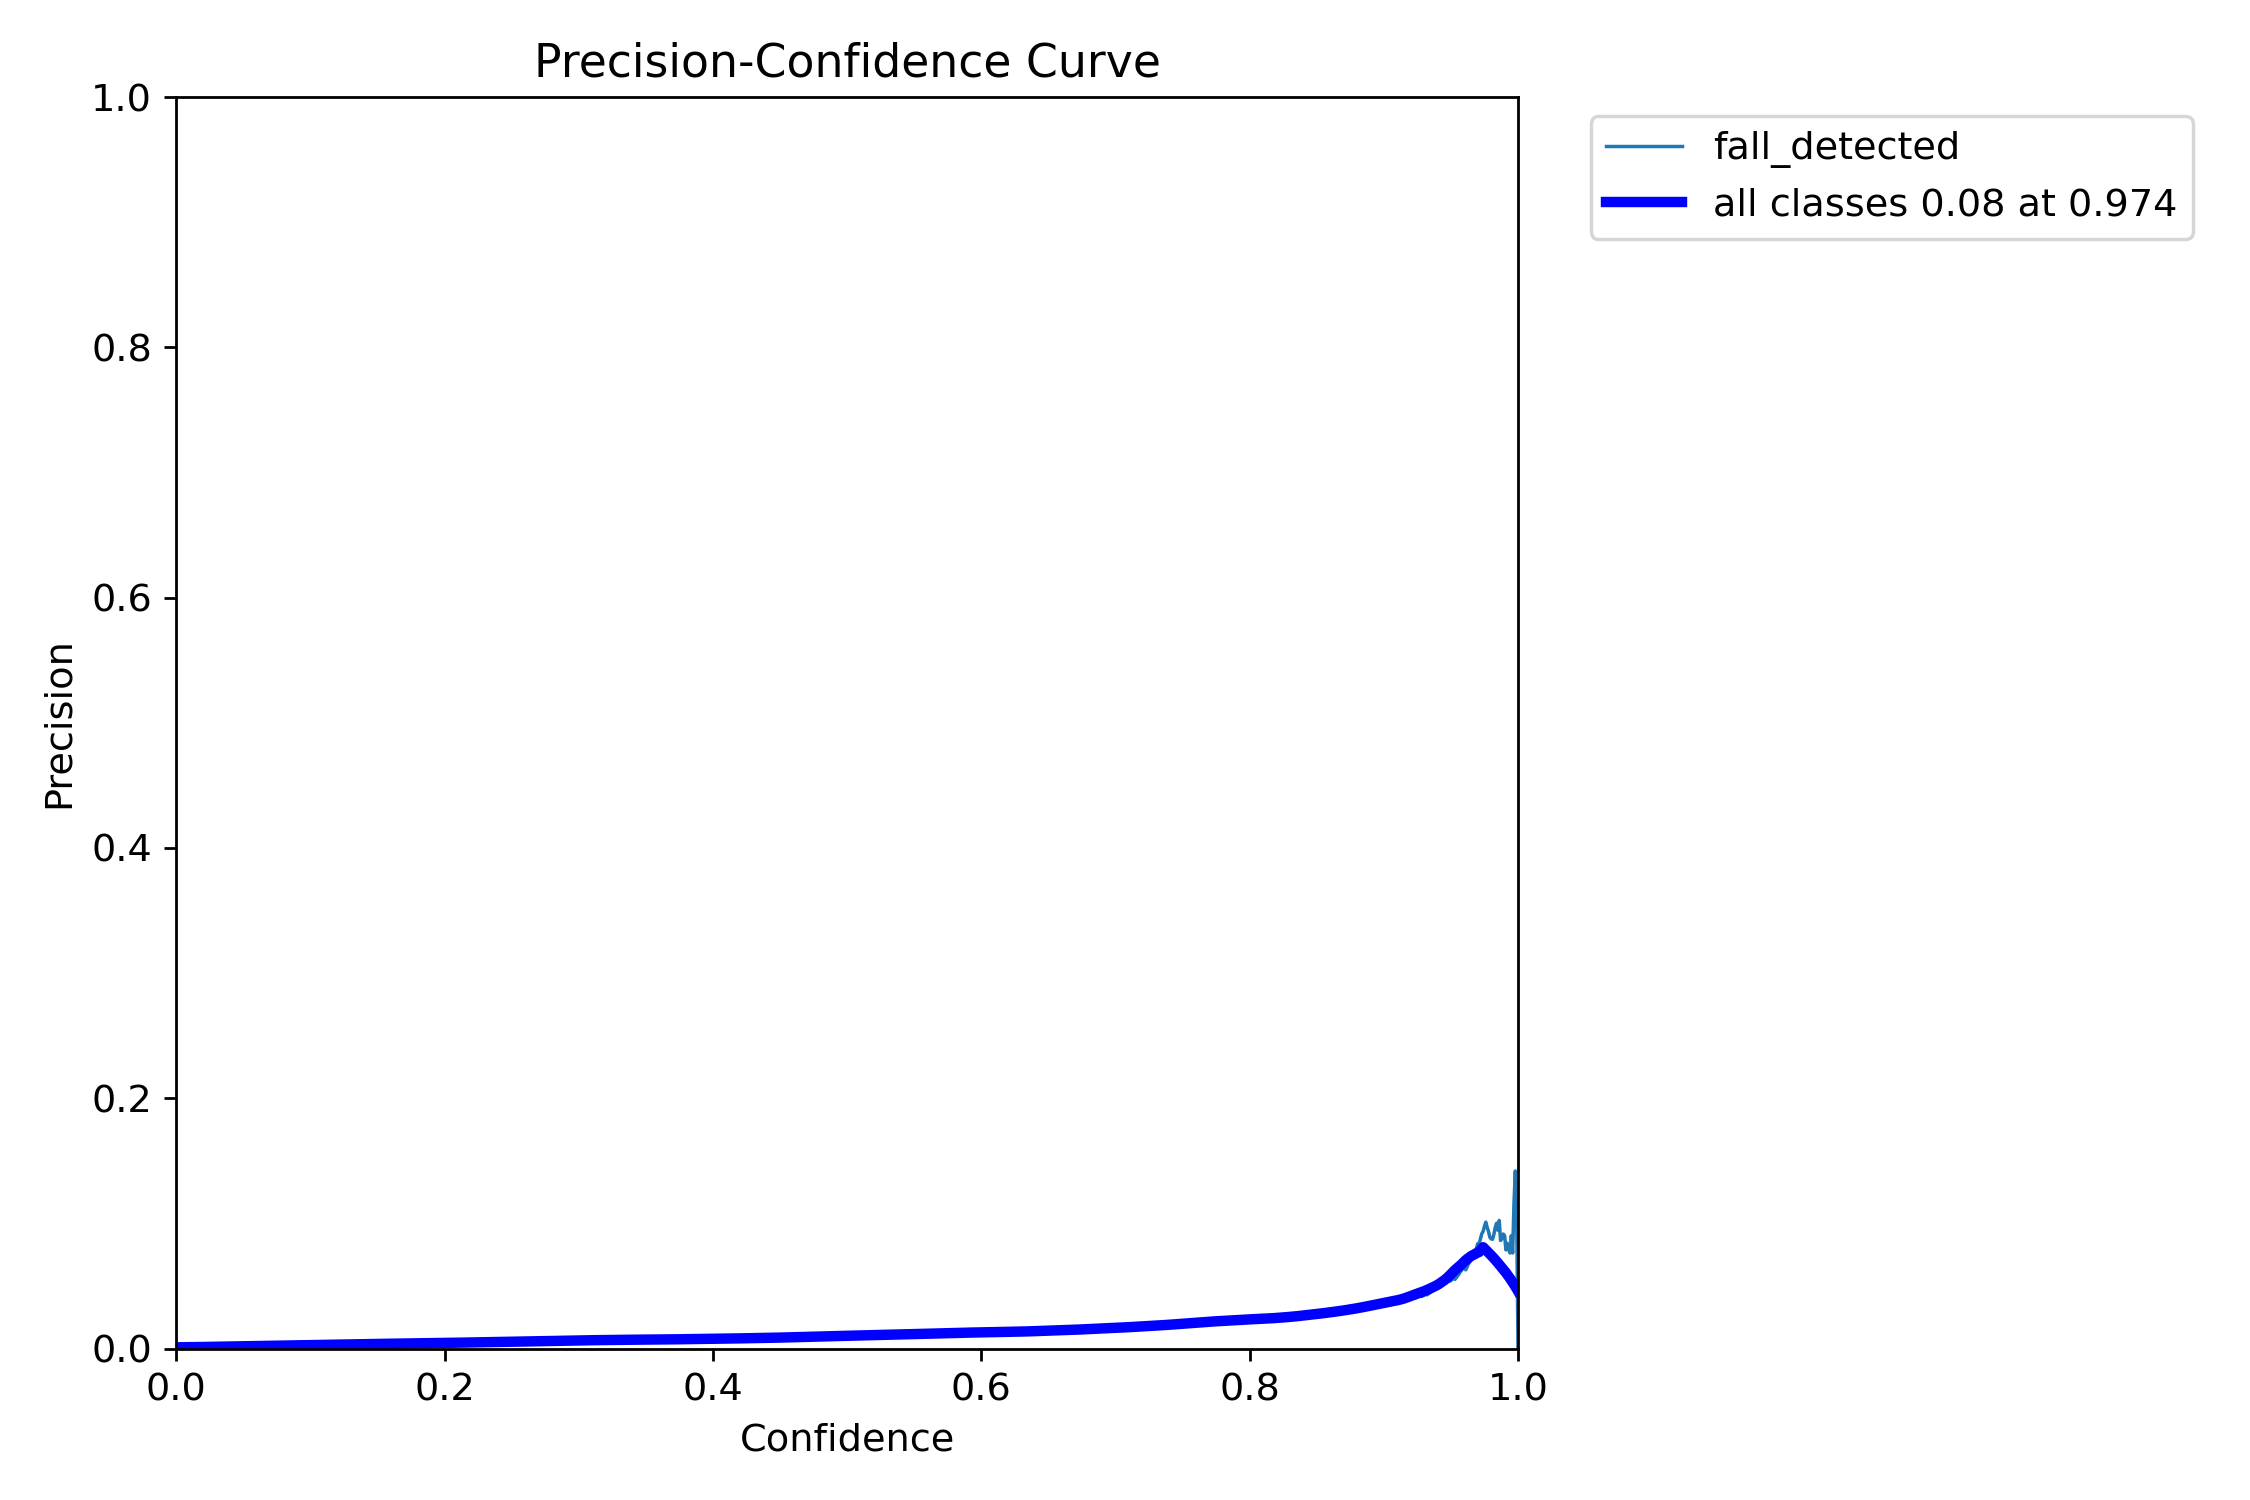 Precision-Confidence Curve
1.0
0.8
0.6
0.4
0.2
0.0
Precision
0.0 0.2 0.4 0.6 0.8 1.0
Confidence
fall_detected
all classes 0.08 at 0.974